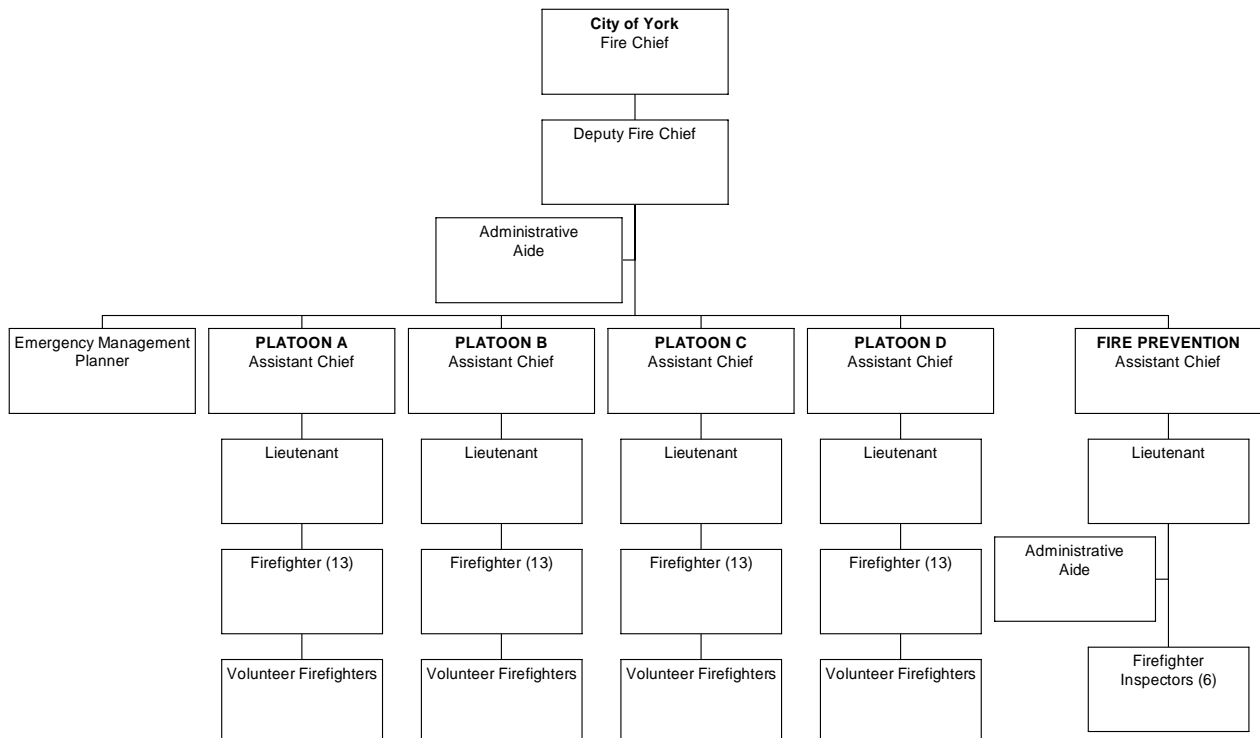 City of York
Fire Chief
Deputy Fire Chief
Administrative
Aide
Emergency Management
Planner
PLATOON A
Assistant Chief
PLATOON B
Assistant Chief
PLATOON C
Assistant Chief
PLATOON D
Assistant Chief
FIRE PREVENTION
Assistant Chief
Lieutenant
Lieutenant
Lieutenant
Lieutenant
Lieutenant
Firefighter (13)
Firefighter (13)
Firefighter (13)
Firefighter (13)
Administrative
Aide
Volunteer Firefighters
Volunteer Firefighters
Volunteer Firefighters
Volunteer Firefighters
Firefighter
Inspectors (6)